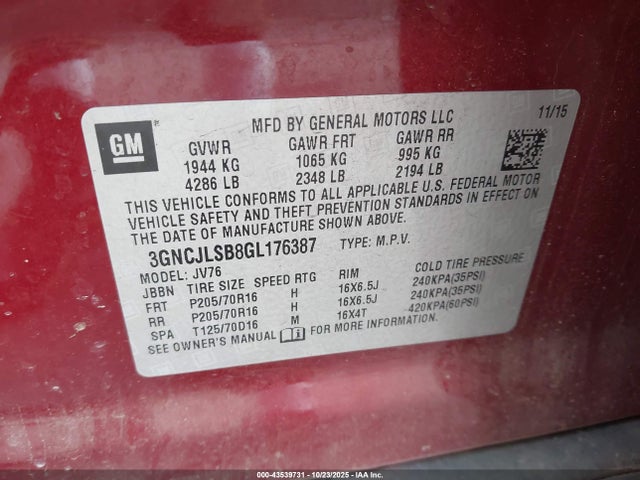 GM
MFD BY GENERAL MOTORS LLC
11/15
GVWR GAWR FRT GAWR RR
1944 KG 1065 KG 995 KG
4286 LB 2348 LB 2194 LB
THIS VEHICLE CONFORMS TO ALL APPLICABLE U.S. FEDERAL MOTOR
VEHICLE SAFETY AND THEFT PREVENTION STANDARDS IN EFFECT ON
THE DATE OF MANUFACTURE SHOWN ABOVE.
3GNCJLSB8GL176387 TYPE: M.P.V.
MODEL: JV76
JBBN TIRE SIZE SPEED RTG RIM COLD TIRE PRESSURE
FRT P205/70R16 H 16X6.5J 240KPA(35PSI)
RR P205/70R16 H 16X6.5J 240KPA(35PSI)
SPA T125/70D16 M 16X4T 420KPA(60PSI)
SEE OWNER'S MANUAL FOR MORE INFORMATION.
000-43539731 - 10/23/2025 - IAAI.com